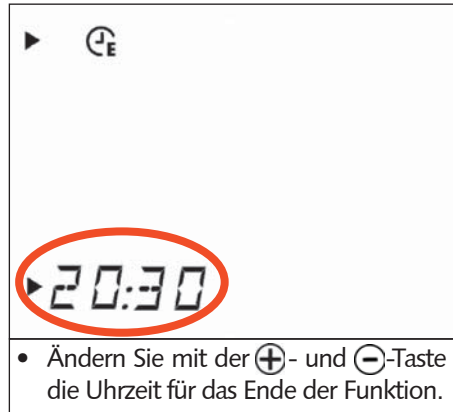 ▶ E
▶20:30
• Ändern Sie mit der ⊕- und ⊖-Taste
die Uhrzeit für das Ende der Funktion.